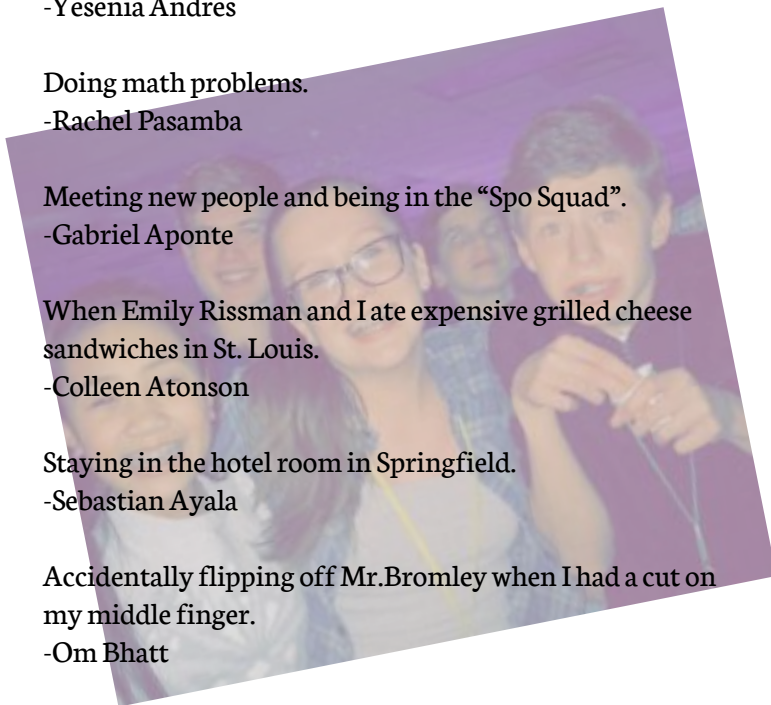 -Yesenia Andres
Doing math problems.
-Rachel Pasamba
Meeting new people and being in the “Spo Squad”.
-Gabriel Aponte
When Emily Rissman and I ate expensive grilled cheese
sandwiches in St. Louis.
-Colleen Atonson
Staying in the hotel room in Springfield.
-Sebastian Ayala
Accidentally flipping off Mr.Bromley when I had a cut on
my middle finger.
-Om Bhatt